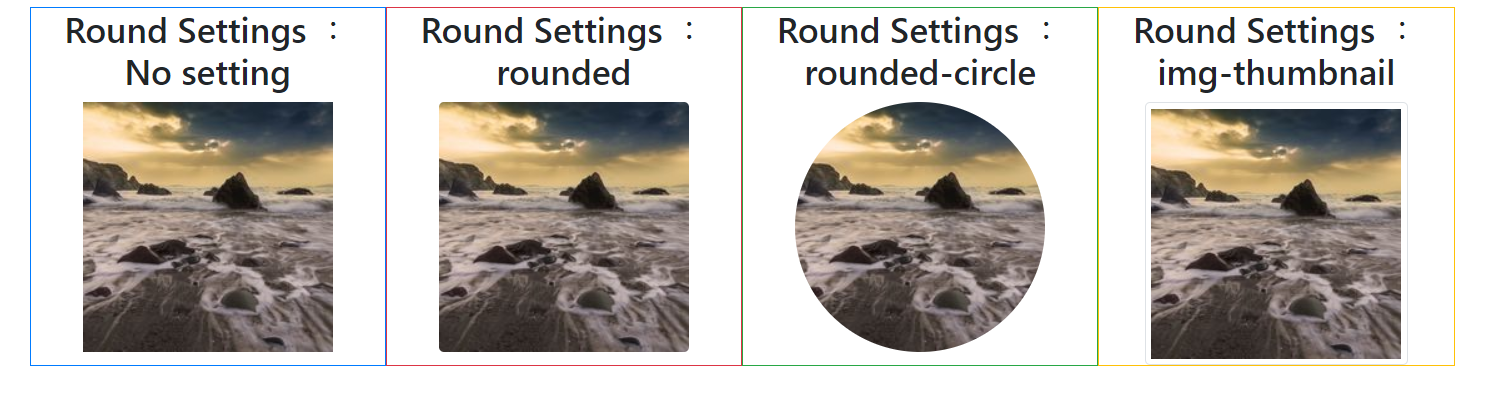 Round Settings ：
No setting
Round Settings ：
rounded
Round Settings ：
rounded-circle
Round Settings ：
img-thumbnail